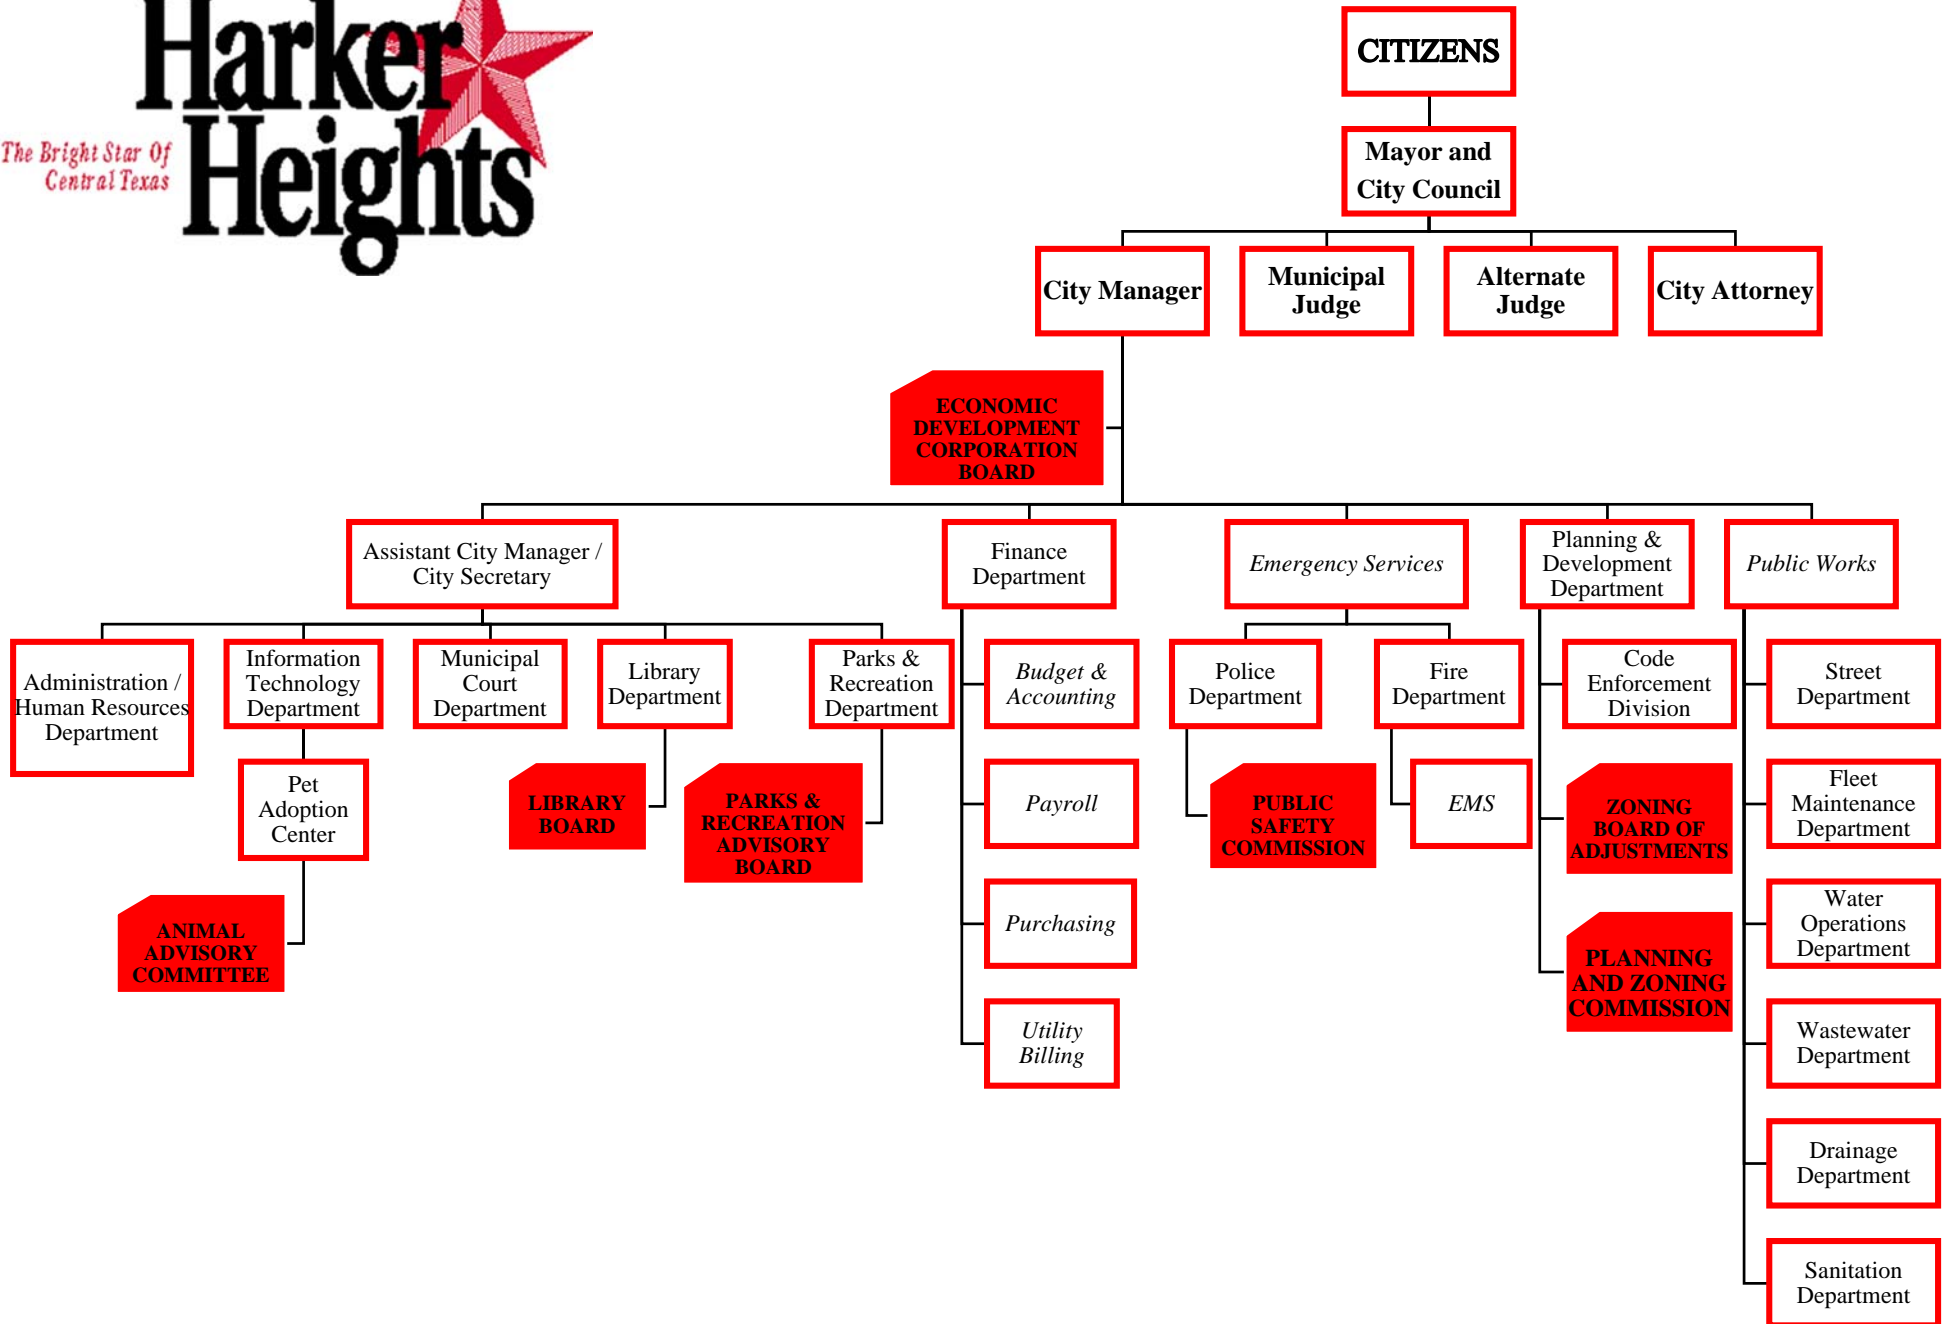 Harker
Heights
The Bright Star Of
Central Texas
CITIZENS
Mayor and
City Council
City Manager
Municipal
Judge
Alternate
Judge
City Attorney
ECONOMIC
DEVELOPMENT
CORPORATION
BOARD
Assistant City Manager /
City Secretary
Finance
Department
Emergency Services
Planning &
Development
Department
Public Works
Administration /
Human Resources
Department
Information
Technology
Department
Municipal
Court
Department
Library
Department
Parks &
Recreation
Department
Budget &
Accounting
Police
Department
Fire
Department
Code
Enforcement
Division
Street
Department
Pet
Adoption
Center
LIBRARY
BOARD
PARKS &
RECREATION
ADVISORY
BOARD
Payroll
PUBLIC
SAFETY
COMMISSION
EMS
ZONING
BOARD OF
ADJUSTMENTS
Fleet
Maintenance
Department
ANIMAL
ADVISORY
COMMITTEE
Purchasing
PLANNING
AND ZONING
COMMISSION
Water
Operations
Department
Utility
Billing
Wastewater
Department
Drainage
Department
Sanitation
Department